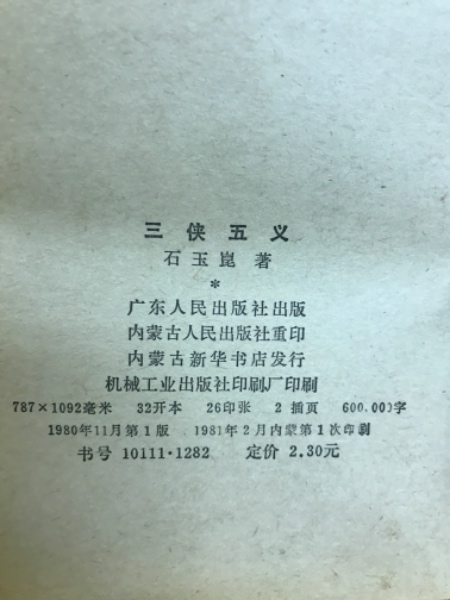 三侠五义
石玉崑 著
*
广东人民出版社出版
内蒙古人民出版社重印
内蒙古新华书店发行
机械工业出版社印刷厂印刷
787×1092毫米 32开本 26印张 2插页 600,000字
1980年11月第1版 1981年2月内蒙第1次印刷
书号 10111·1282 定价 2.30元